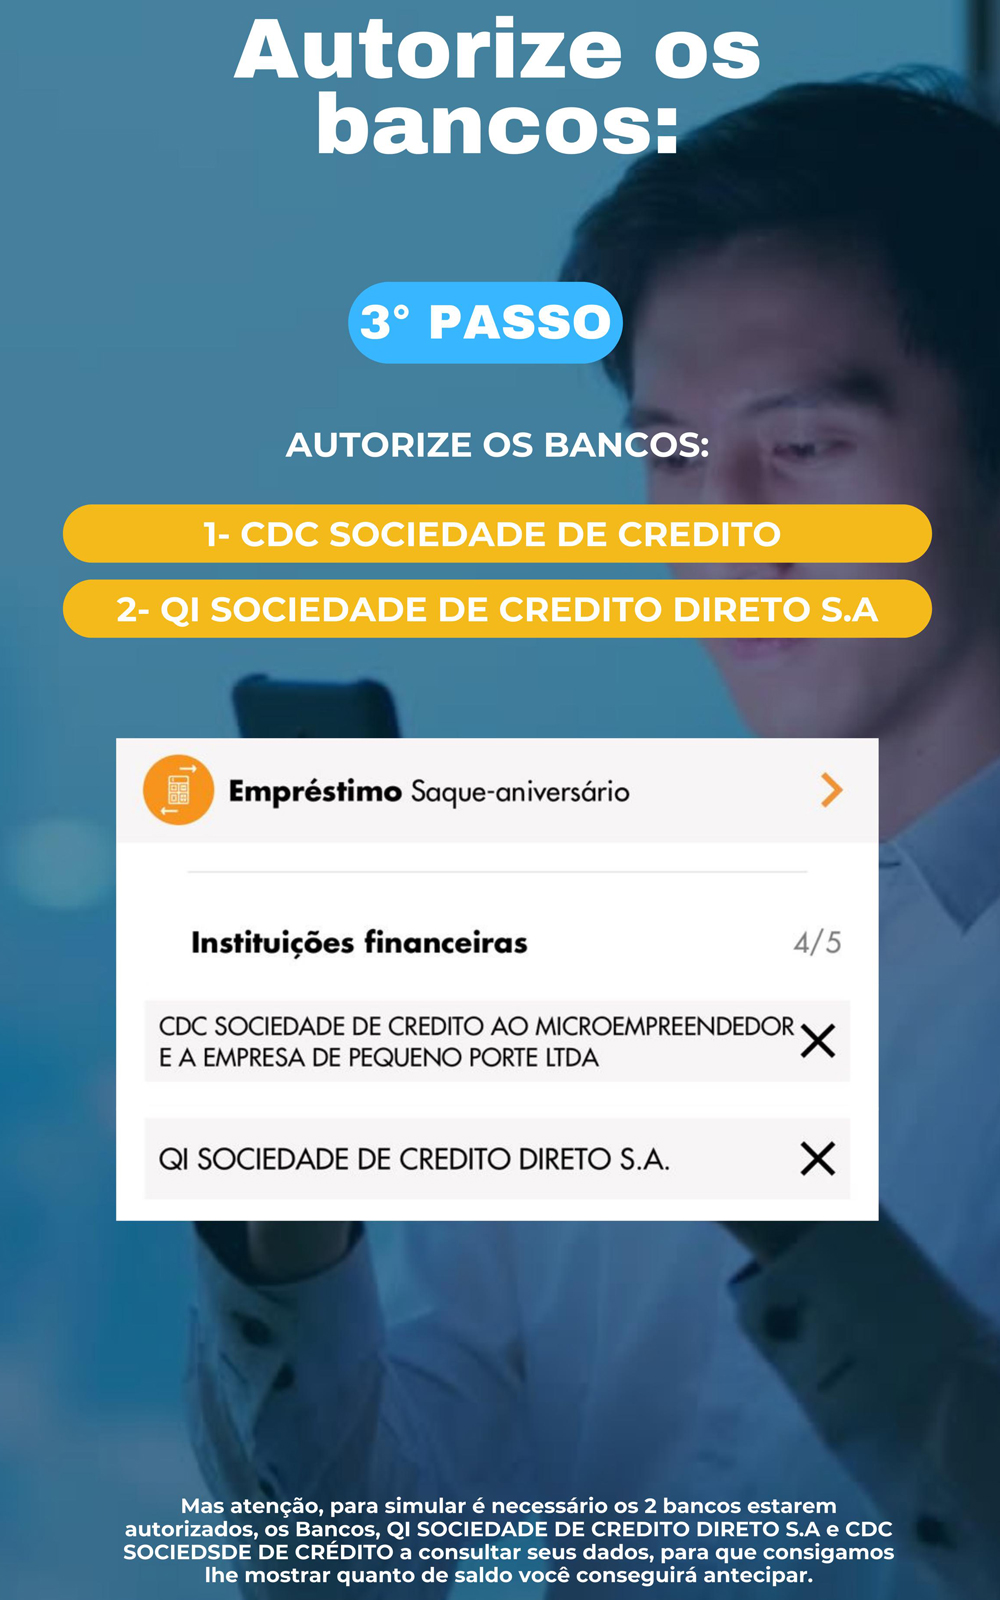 Autorize os
bancos:
3° PASSO
AUTORIZE OS BANCOS:
1- CDC SOCIEDADE DE CREDITO
2- QI SOCIEDADE DE CREDITO DIRETO S.A
Empréstimo Saque-aniversário
Instituições financeiras 4/5
CDC SOCIEDADE DE CREDITO AO MICROEMPREENDEDOR
E A EMPRESA DE PEQUENO PORTE LTDA
QI SOCIEDADE DE CREDITO DIRETO S.A.
Mas atenção, para simular é necessário os 2 bancos estarem
autorizados, os Bancos, QI SOCIEDADE DE CREDITO DIRETO S.A e CDC
SOCIEDSDE DE CRÉDITO a consultar seus dados, para que consigamos
lhe mostrar quanto de saldo você conseguirá antecipar.